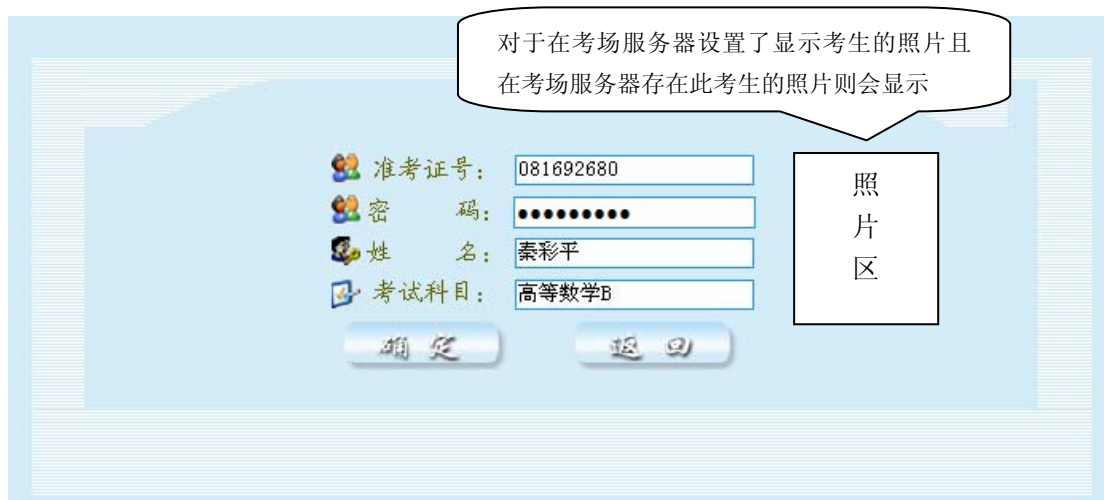 对于在考场服务器设置了显示考生的照片且
在考场服务器存在此考生的照片则会显示
准考证号： 081692680
密 码： ●●●●●●●●●
姓 名： 秦彩平
考试科目： 高等数学B
照
片
区
确 定 返 回